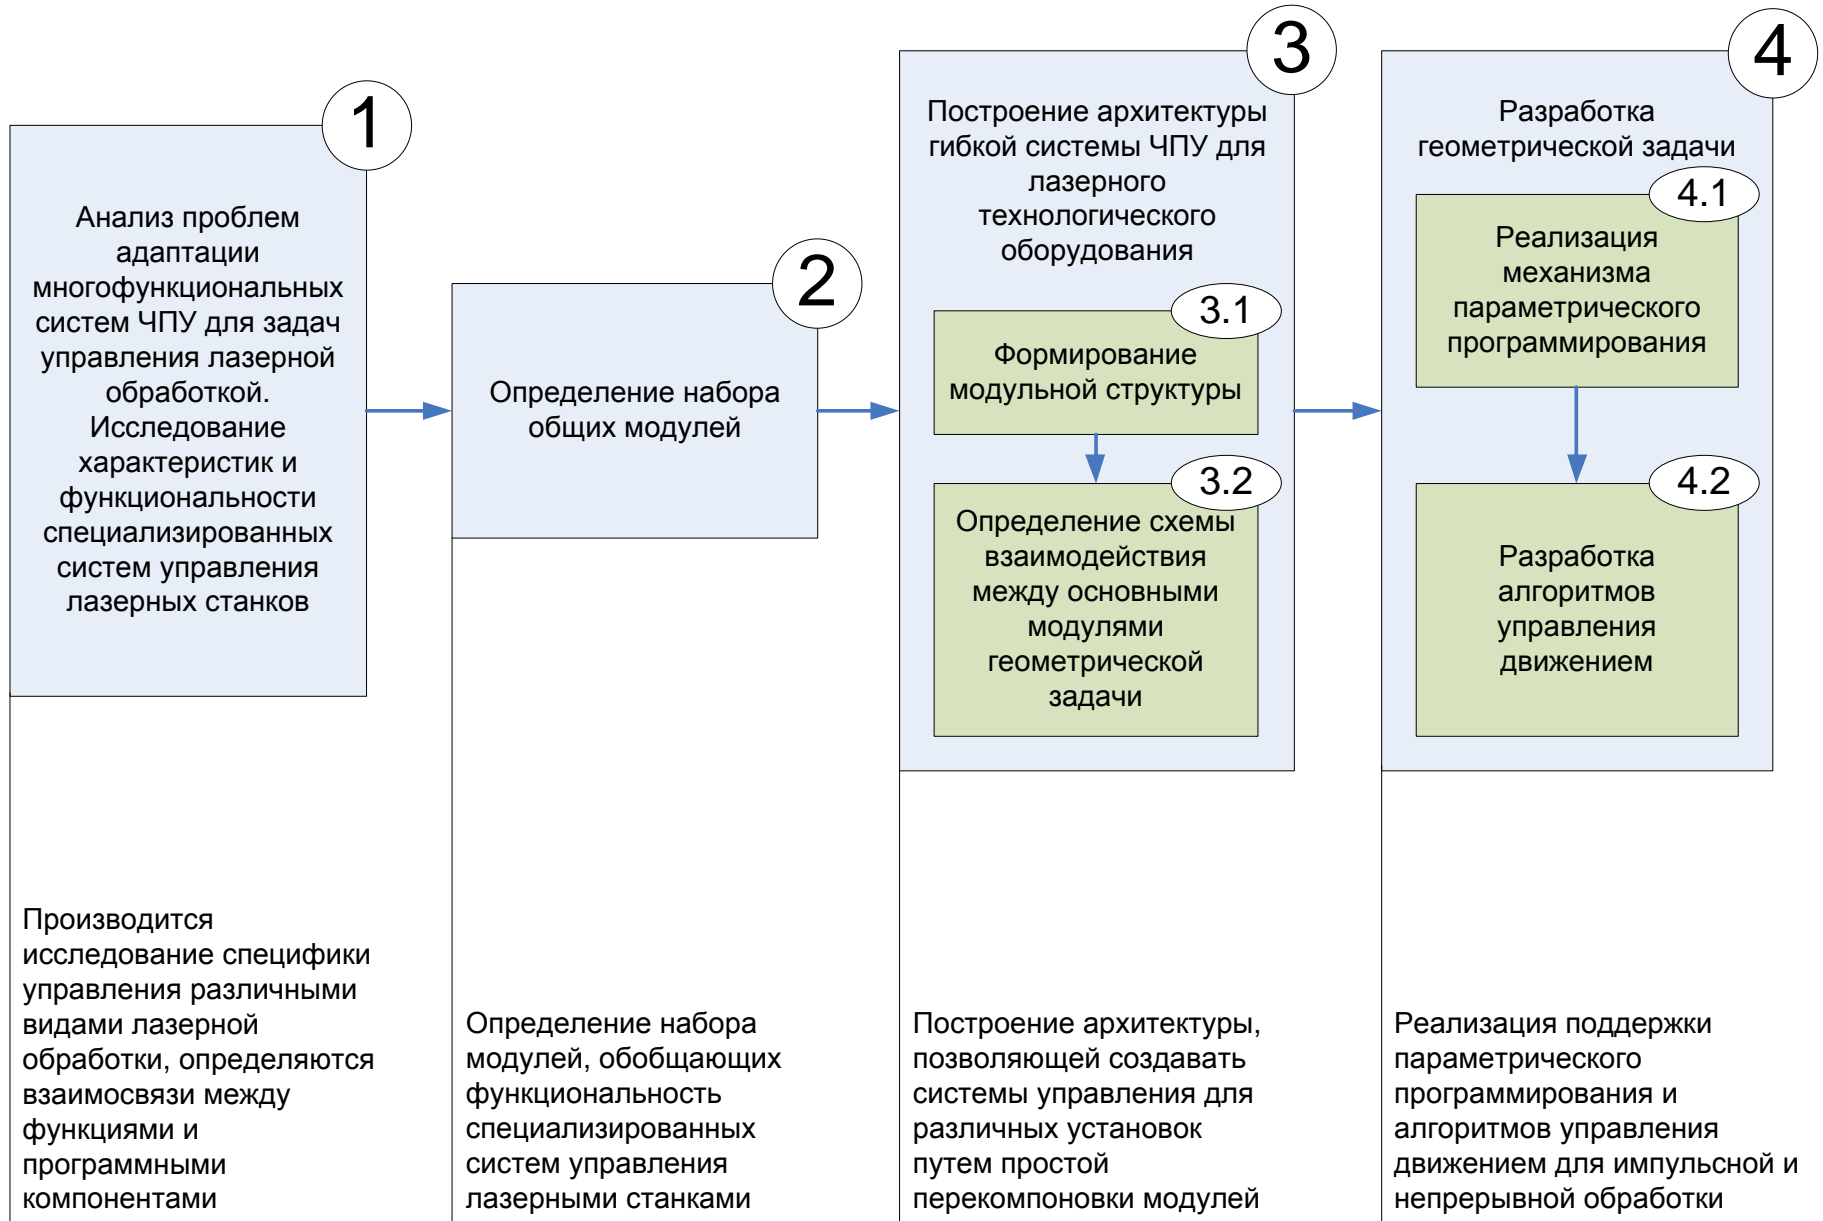 1
Анализ проблем
адаптации
многофункциональных
систем ЧПУ для задач
управления лазерной
обработкой.
Исследование
характеристик и
функциональности
специализированных
систем управления
лазерных станков
2
Определение набора
общих модулей
3
Построение архитектуры
гибкой системы ЧПУ для
лазерного
технологического
оборудования
3.1
Формирование
модульной структуры
3.2
Определение схемы
взаимодействия
между основными
модулями
геометрической
задачи
4
Разработка
геометрической задачи
4.1
Реализация
механизма
параметрического
программирования
4.2
Разработка
алгоритмов
управления
движением
Производится
исследование специфики
управления различными
видами лазерной
обработки, определяются
взаимосвязи между
функциями и
программными
компонентами
Определение набора
модулей, обобщающих
функциональность
специализированных
систем управления
лазерными станками
Построение архитектуры,
позволяющей создавать
системы управления для
различных установок
путем простой
перекомпоновки модулей
Реализация поддержки
параметрического
программирования и
алгоритмов управления
движением для импульсной и
непрерывной обработки